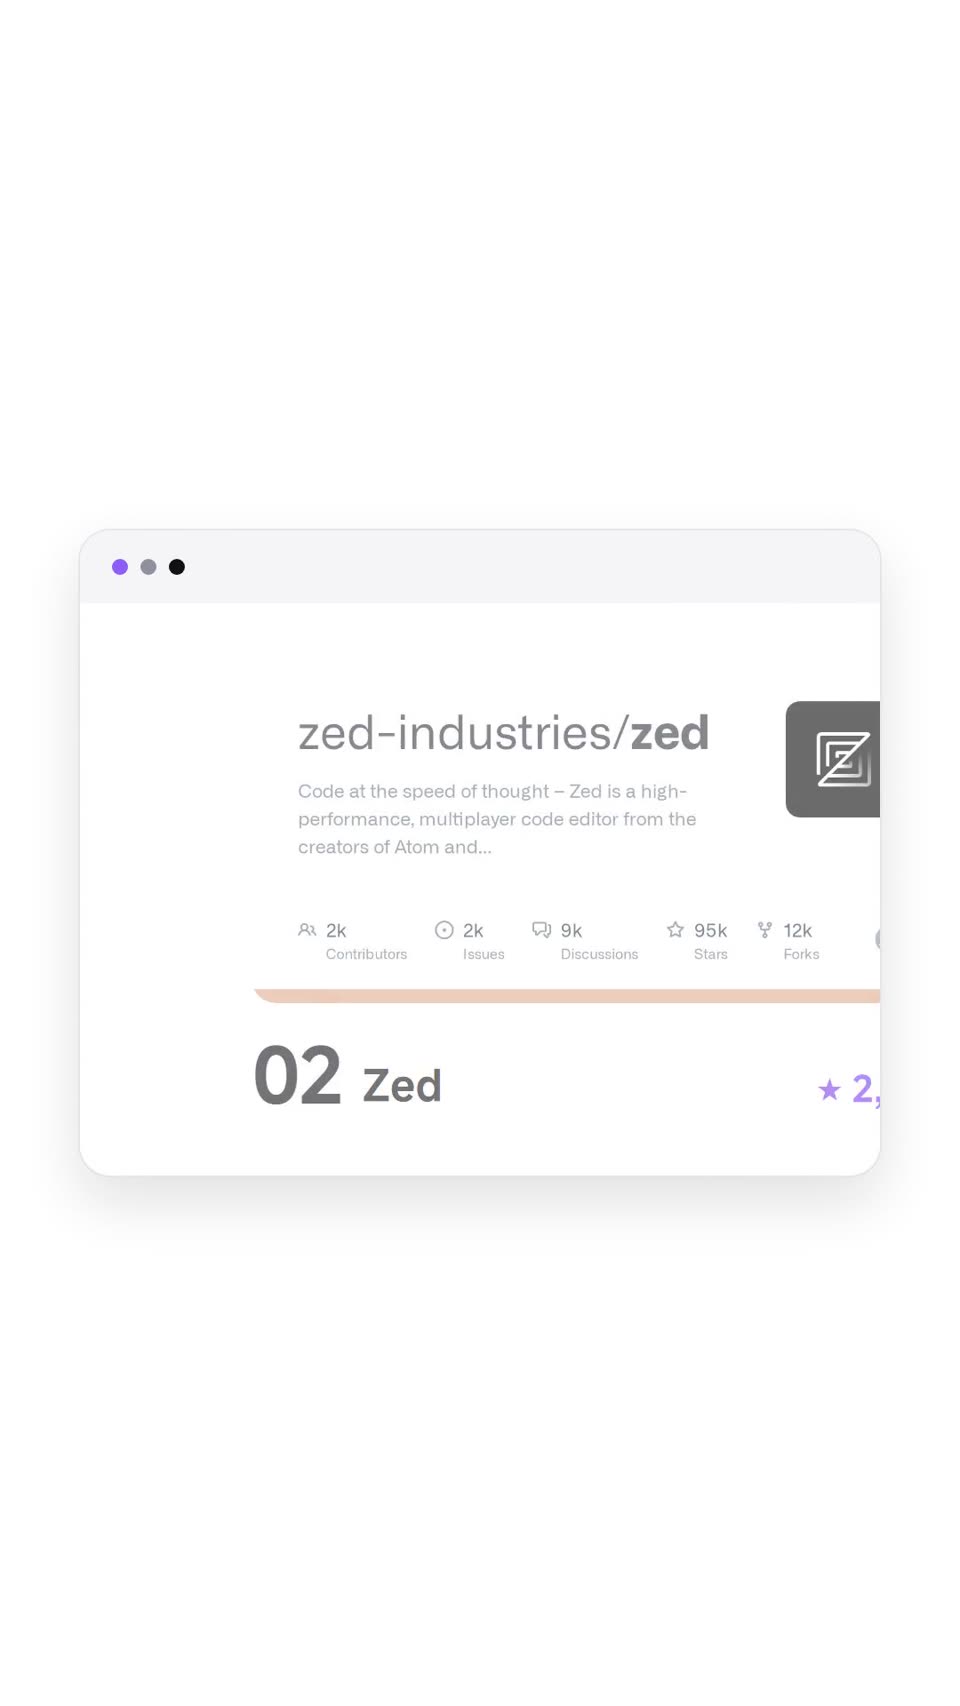 zed-industries/zed
Code at the speed of thought – Zed is a high-
performance, multiplayer code editor from the
creators of Atom and...
2k
Contributors
2k
Issues
9k
Discussions
95k
Stars
12k
Forks
02 Zed
★ 2,